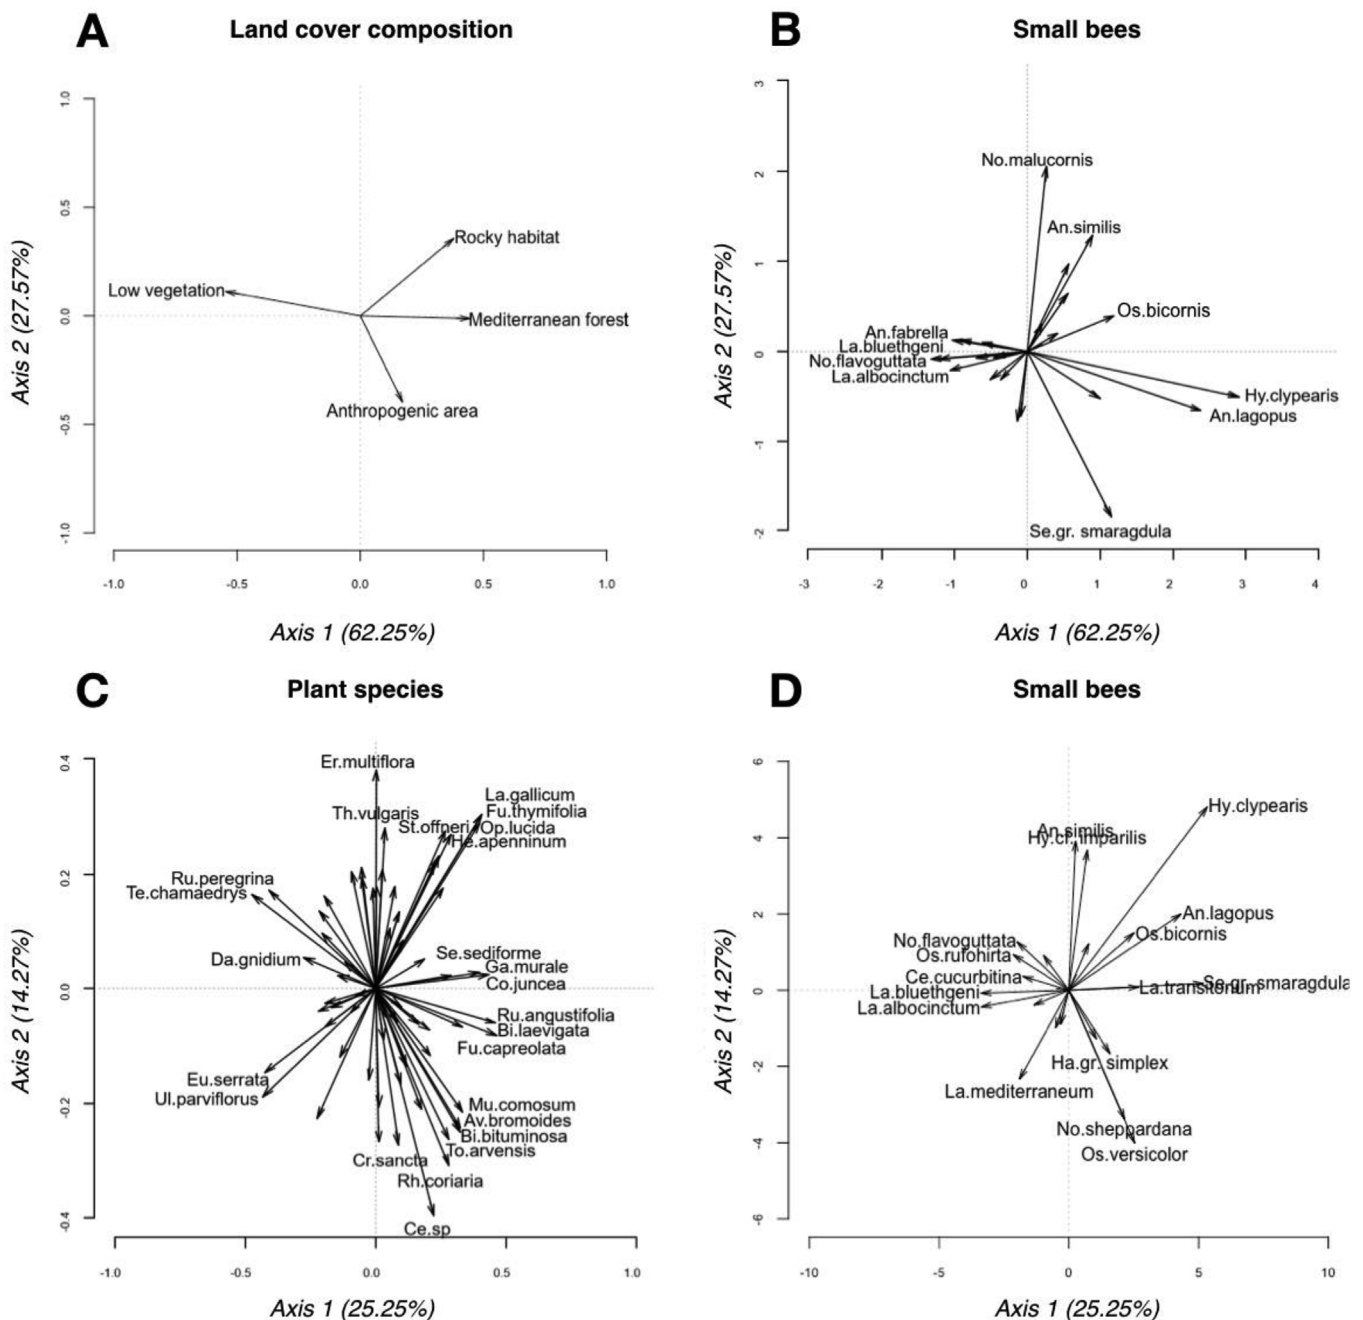 A
Land cover composition
1.0
0.5
0.0
-0.5
-1.0
Axis 2 (27.57%)
Rocky habitat
Low vegetation
Mediterranean forest
Anthropogenic area
-1.0 -0.5 0.0 0.5 1.0
Axis 1 (62.25%)
B
Small bees
3
2
1
0
-1
-2
Axis 2 (27.57%)
No.malucornis
An.similis
Os.bicornis
An.fabrella
La.bluethgeni
No.flavoguttata
La.albocinctum
Hy.clypearis
An.lagopus
Se.gr. smaragdula
-3 -2 -1 0 1 2 3 4
Axis 1 (62.25%)
C
Plant species
0.4
0.2
0.0
-0.2
-0.4
Axis 2 (14.27%)
Er.multiflora
La.gallicum
Th.vulgaris
Fu.thymifolia
St.offneri
Op.lucida
He.apenninum
Ru.peregrina
Te.chamaedrys
Se.sediforme
Da.gnidium
Ga.murale
Co.juncea
Ru.angustifolia
Bi.laevigata
Fu.capreolata
Eu.serrata
Ul.parviflorus
Mu.comosum
Av.bromoides
Bi.bituminosa
To.arvensis
Cr.sancta
Rh.coriaria
Ce.sp
-1.0 -0.5 0.0 0.5 1.0
Axis 1 (25.25%)
D
Small bees
6
4
2
0
-2
-4
-6
Axis 2 (14.27%)
Hy.clypearis
An.similis
Hy.cf. imparilis
An.lagopus
Os.bicornis
No.flavoguttata
Os.rufohirta
Ce.cucurbitina
Se.gr. smaragdula
La.transitorium
La.bluethgeni
La.albocinctum
Ha.gr. simplex
La.mediterraneum
No.sheppardana
Os.versicolor
-10 -5 0 5 10
Axis 1 (25.25%)